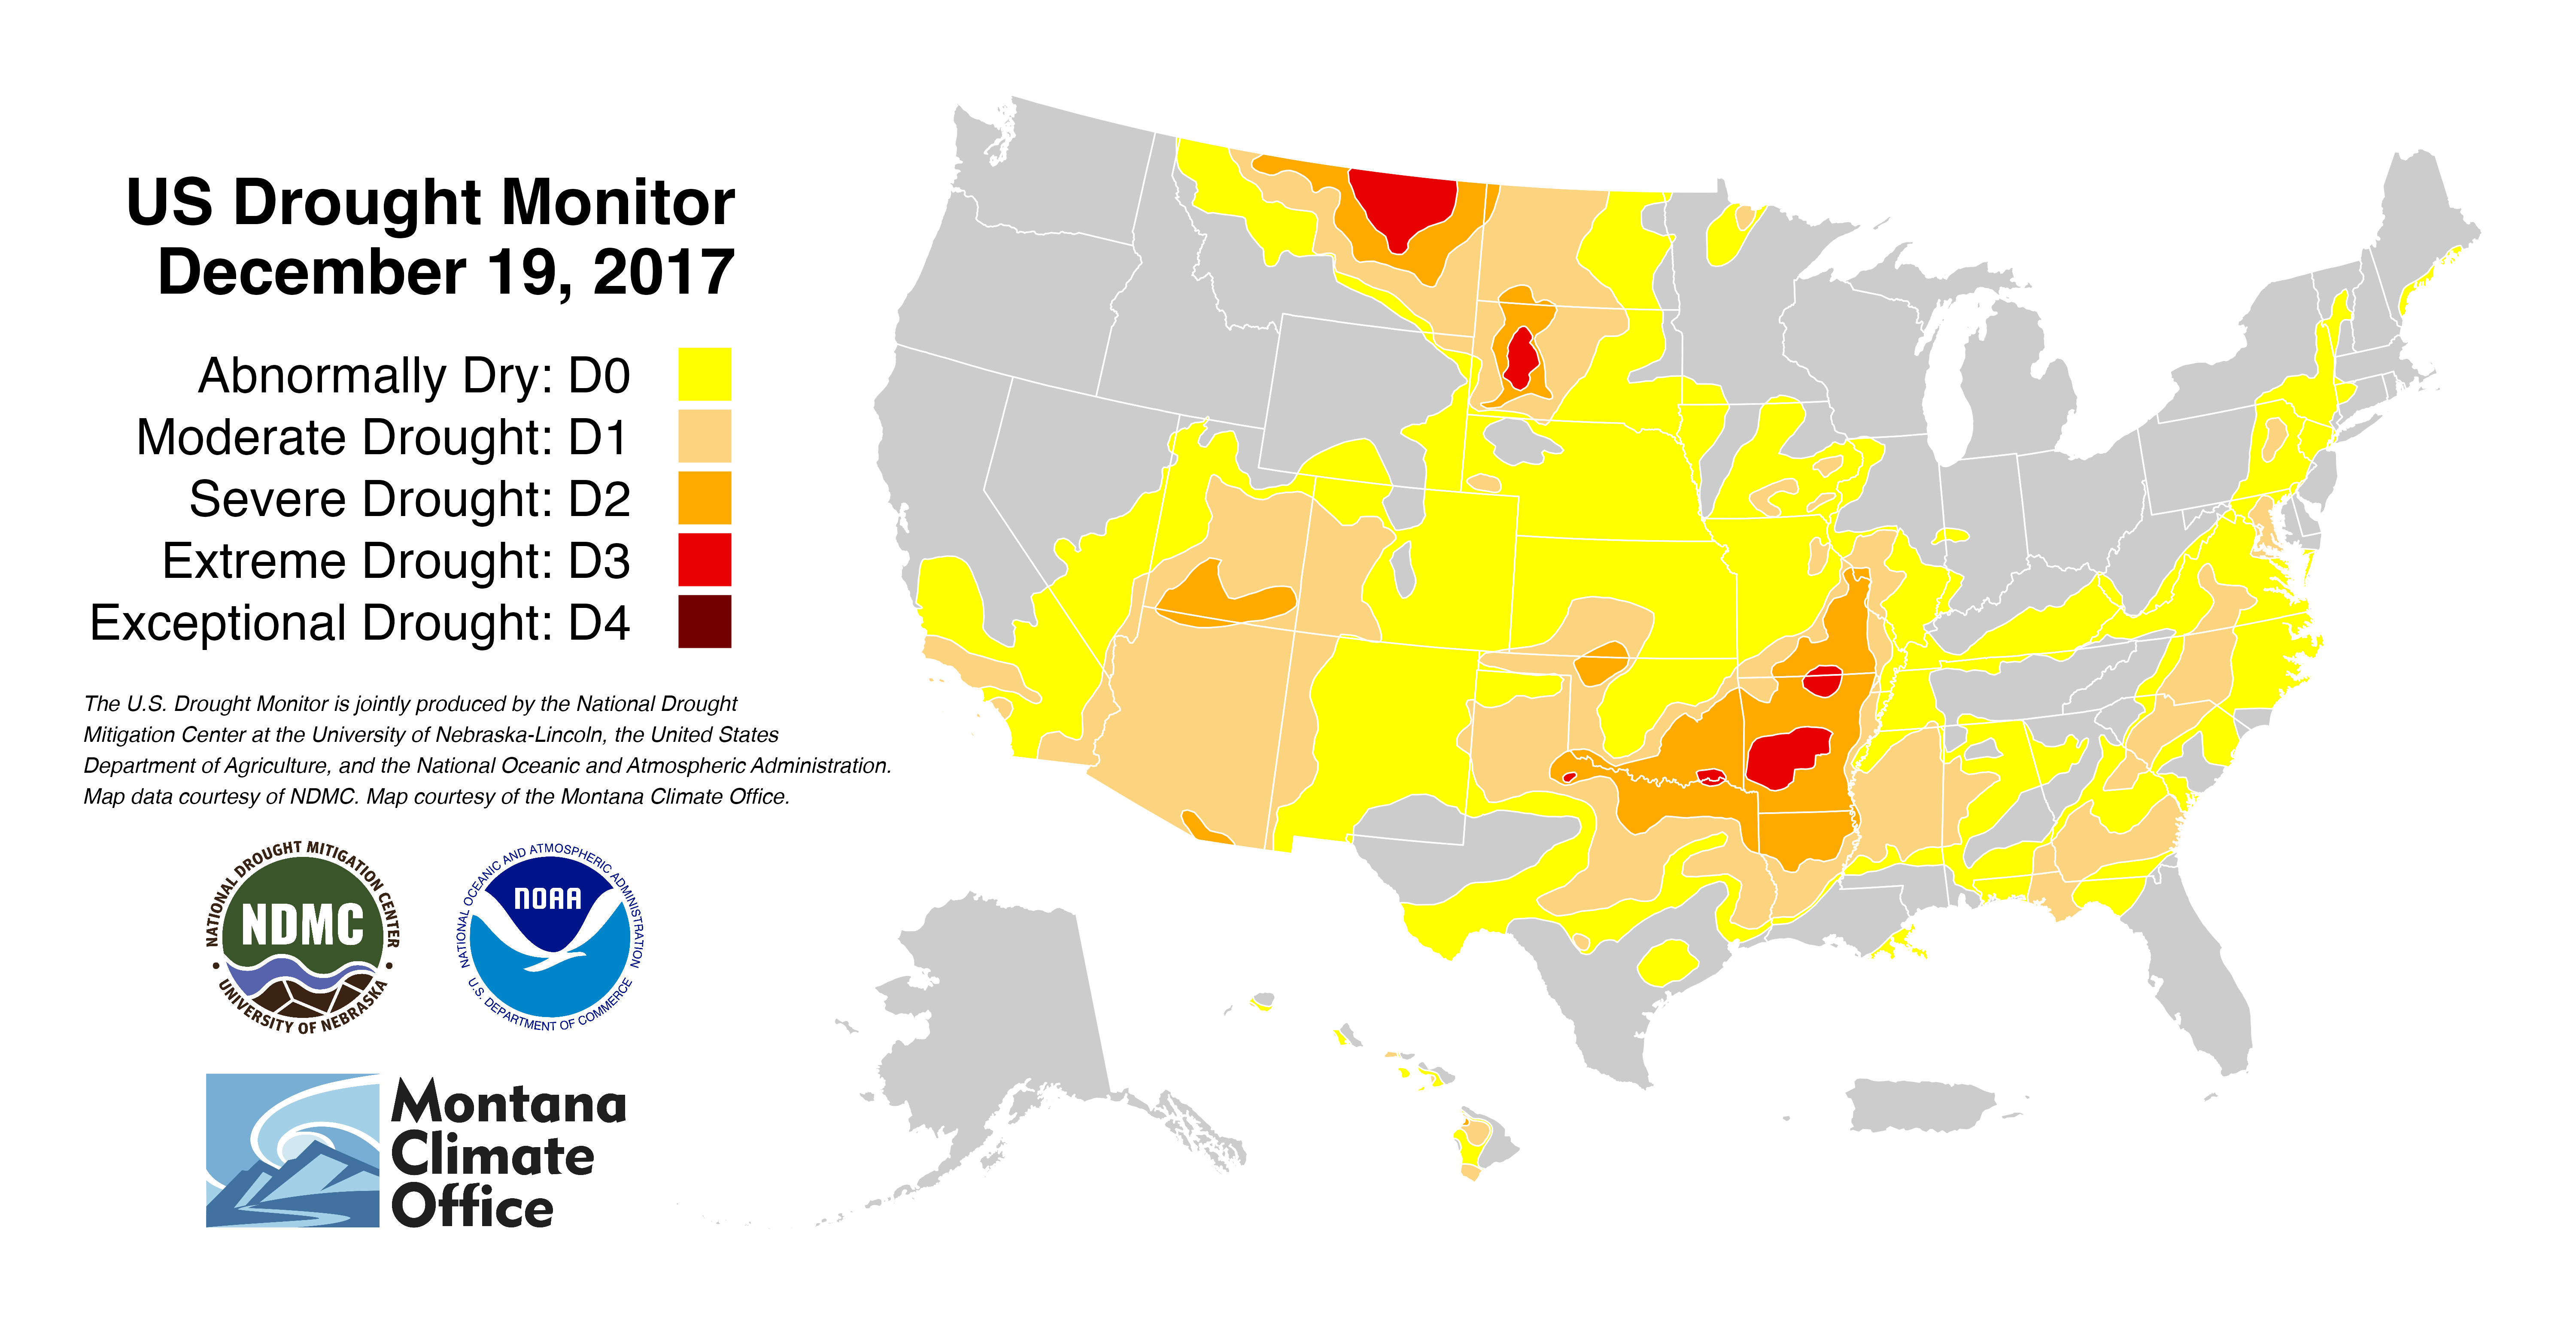 US Drought Monitor
December 19, 2017
Abnormally Dry: D0
Moderate Drought: D1
Severe Drought: D2
Extreme Drought: D3
Exceptional Drought: D4
The U.S. Drought Monitor is jointly produced by the National Drought
Mitigation Center at the University of Nebraska-Lincoln, the United States
Department of Agriculture, and the National Oceanic and Atmospheric Administration.
Map data courtesy of NDMC. Map courtesy of the Montana Climate Office.
NATIONAL DROUGHT MITIGATION CENTER
NDMC
• UNIVERSITY OF NEBRASKA •
NATIONAL OCEANIC AND ATMOSPHERIC ADMINISTRATION
NOAA
U.S. DEPARTMENT OF COMMERCE
Montana
Climate
Office